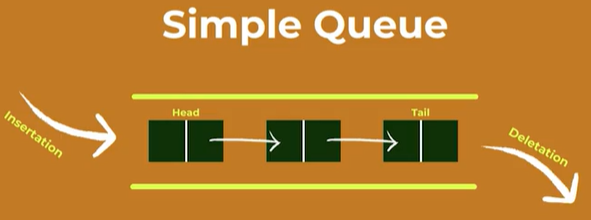 Simple Queue
Head
Tail
Insertation
Deletation